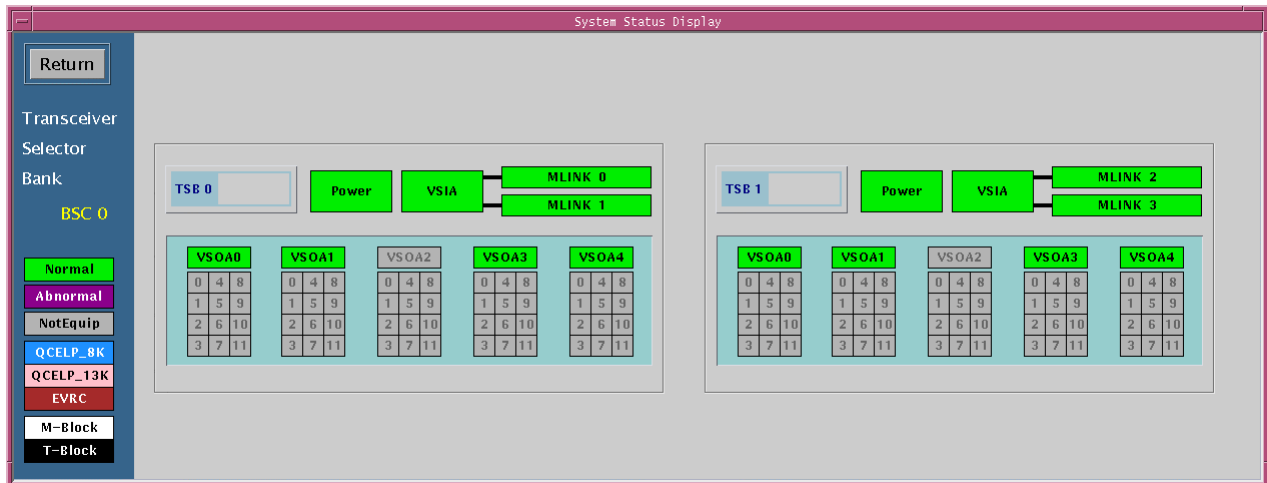 System Status Display
Return
Transceiver
Selector
Bank
BSC 0
Normal
Abnormal
NotEquip
QCELP_8K
QCELP_13K
EVRC
M-Block
T-Block
TSB 0
Power
VSIA
MLINK 0
MLINK 1
VSOA0 VSOA1 VSOA2 VSOA3 VSOA4
0 4 8 0 4 8 0 4 8 0 4 8 0 4 8
1 5 9 1 5 9 1 5 9 1 5 9 1 5 9
2 6 10 2 6 10 2 6 10 2 6 10 2 6 10
3 7 11 3 7 11 3 7 11 3 7 11 3 7 11
TSB 1
Power
VSIA
MLINK 2
MLINK 3
VSOA0 VSOA1 VSOA2 VSOA3 VSOA4
0 4 8 0 4 8 0 4 8 0 4 8 0 4 8
1 5 9 1 5 9 1 5 9 1 5 9 1 5 9
2 6 10 2 6 10 2 6 10 2 6 10 2 6 10
3 7 11 3 7 11 3 7 11 3 7 11 3 7 11